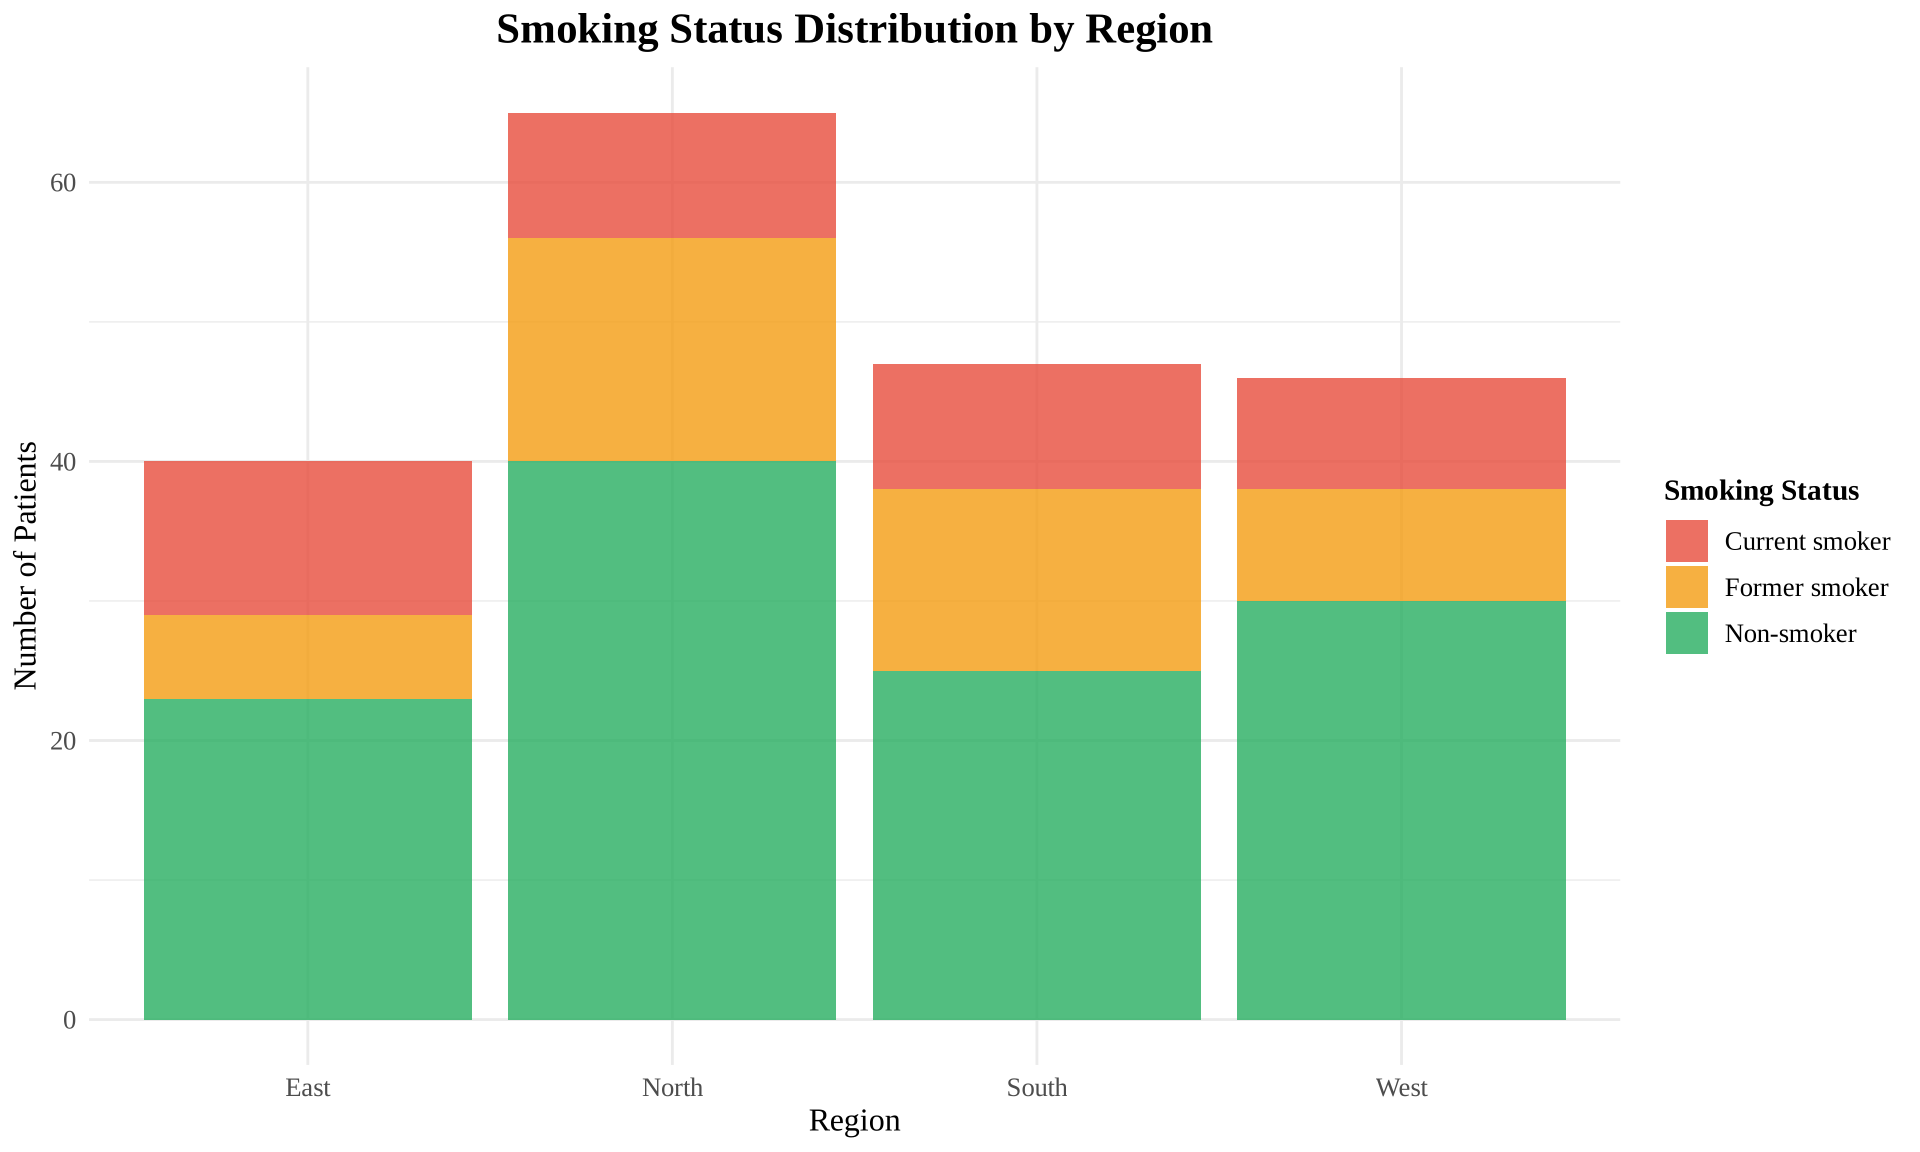 Smoking Status Distribution by Region
60
40
20
0
Number of Patients
East
North
South
West
Region
Smoking Status
Current smoker
Former smoker
Non-smoker